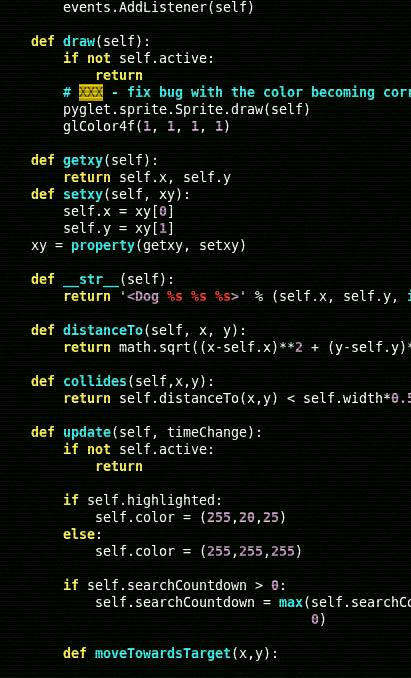 events.AddListener(self)
def draw(self):
if not self.active:
return
# XXX - fix bug with the color becoming corr
pyglet.sprite.Sprite.draw(self)
glColor4f(1, 1, 1, 1)
def getxy(self):
return self.x, self.y
def setxy(self, xy):
self.x = xy[0]
self.y = xy[1]
xy = property(getxy, setxy)
def __str__(self):
return '<Dog %s %s %s>' % (self.x, self.y, i
def distanceTo(self, x, y):
return math.sqrt((x-self.x)**2 + (y-self.y)*
def collides(self,x,y):
return self.distanceTo(x,y) < self.width*0.5
def update(self, timeChange):
if not self.active:
return
if self.highlighted:
self.color = (255,20,25)
else:
self.color = (255,255,255)
if self.searchCountdown > 0:
self.searchCountdown = max(self.searchCo
0)
def moveTowardsTarget(x,y):